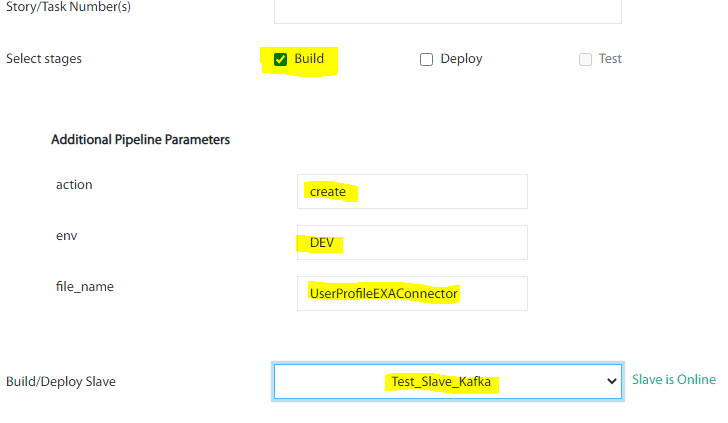 Story/Task Number(s)
Select stages Build Deploy Test
Additional Pipeline Parameters
action create
env DEV
file_name UserProfileEXAConnector
Build/Deploy Slave Test_Slave_Kafka Slave is Online